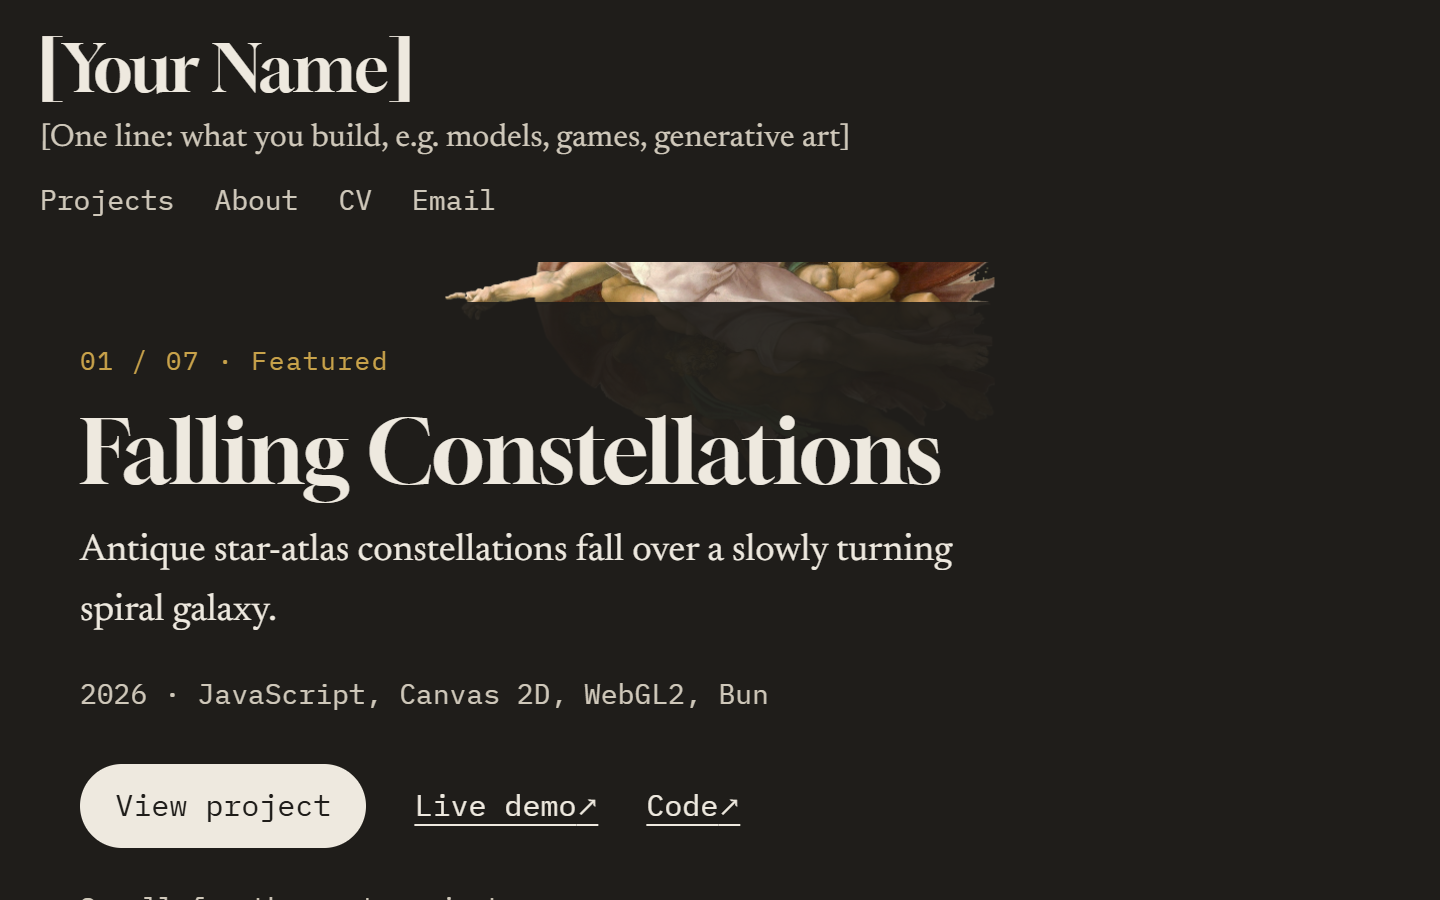 [Your Name]
[One line: what you build, e.g. models, games, generative art]
Projects About CV Email
01 / 07 · Featured
Falling Constellations
Antique star-atlas constellations fall over a slowly turning
spiral galaxy.
2026 · JavaScript, Canvas 2D, WebGL2, Bun
View project Live demo↗ Code↗